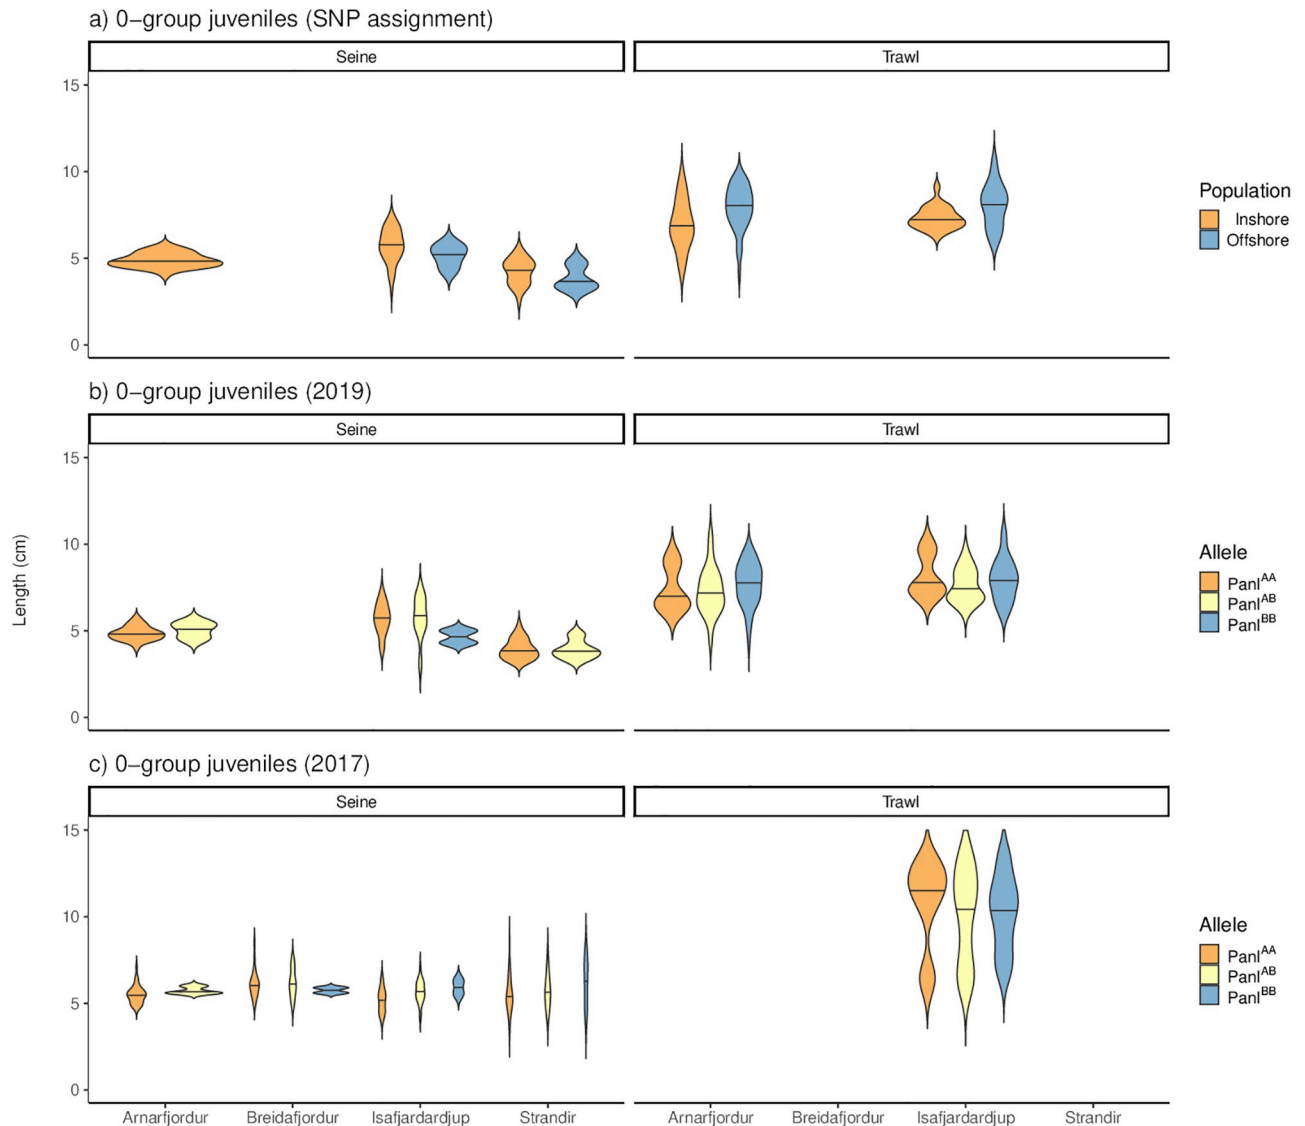 a) 0−group juveniles (SNP assignment)
Seine
Trawl
15
10
5
0
Population
Inshore
Offshore
b) 0−group juveniles (2019)
Seine
Trawl
15
10
5
0
Length (cm)
Allele
PanI^AA
PanI^AB
PanI^BB
c) 0−group juveniles (2017)
Seine
Trawl
15
10
5
0
Allele
PanI^AA
PanI^AB
PanI^BB
Arnarfjordur Breidafjordur Isafjardardjup Strandir Arnarfjordur Breidafjordur Isafjardardjup Strandir